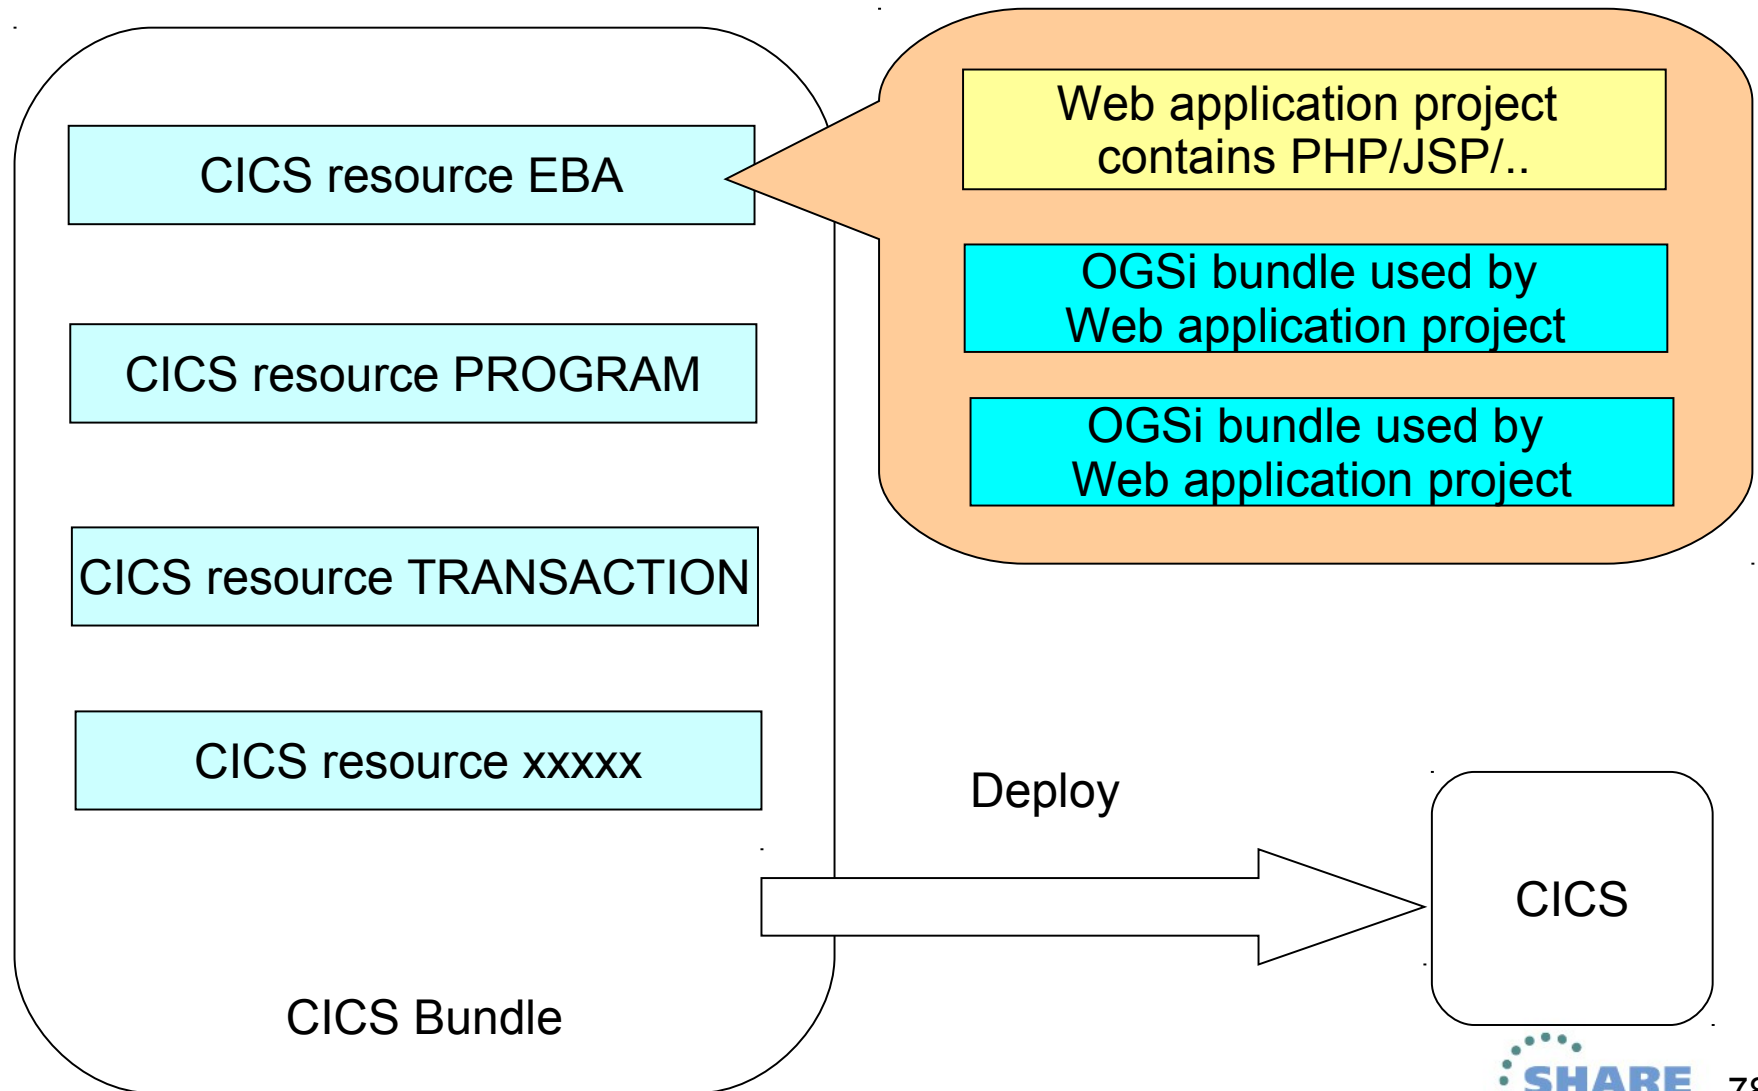 CICS resource EBA
CICS resource PROGRAM
CICS resource TRANSACTION
CICS resource xxxxx
CICS Bundle
Web application project
contains PHP/JSP/..
OGSi bundle used by
Web application project
OGSi bundle used by
Web application project
Deploy
CICS
SHARE